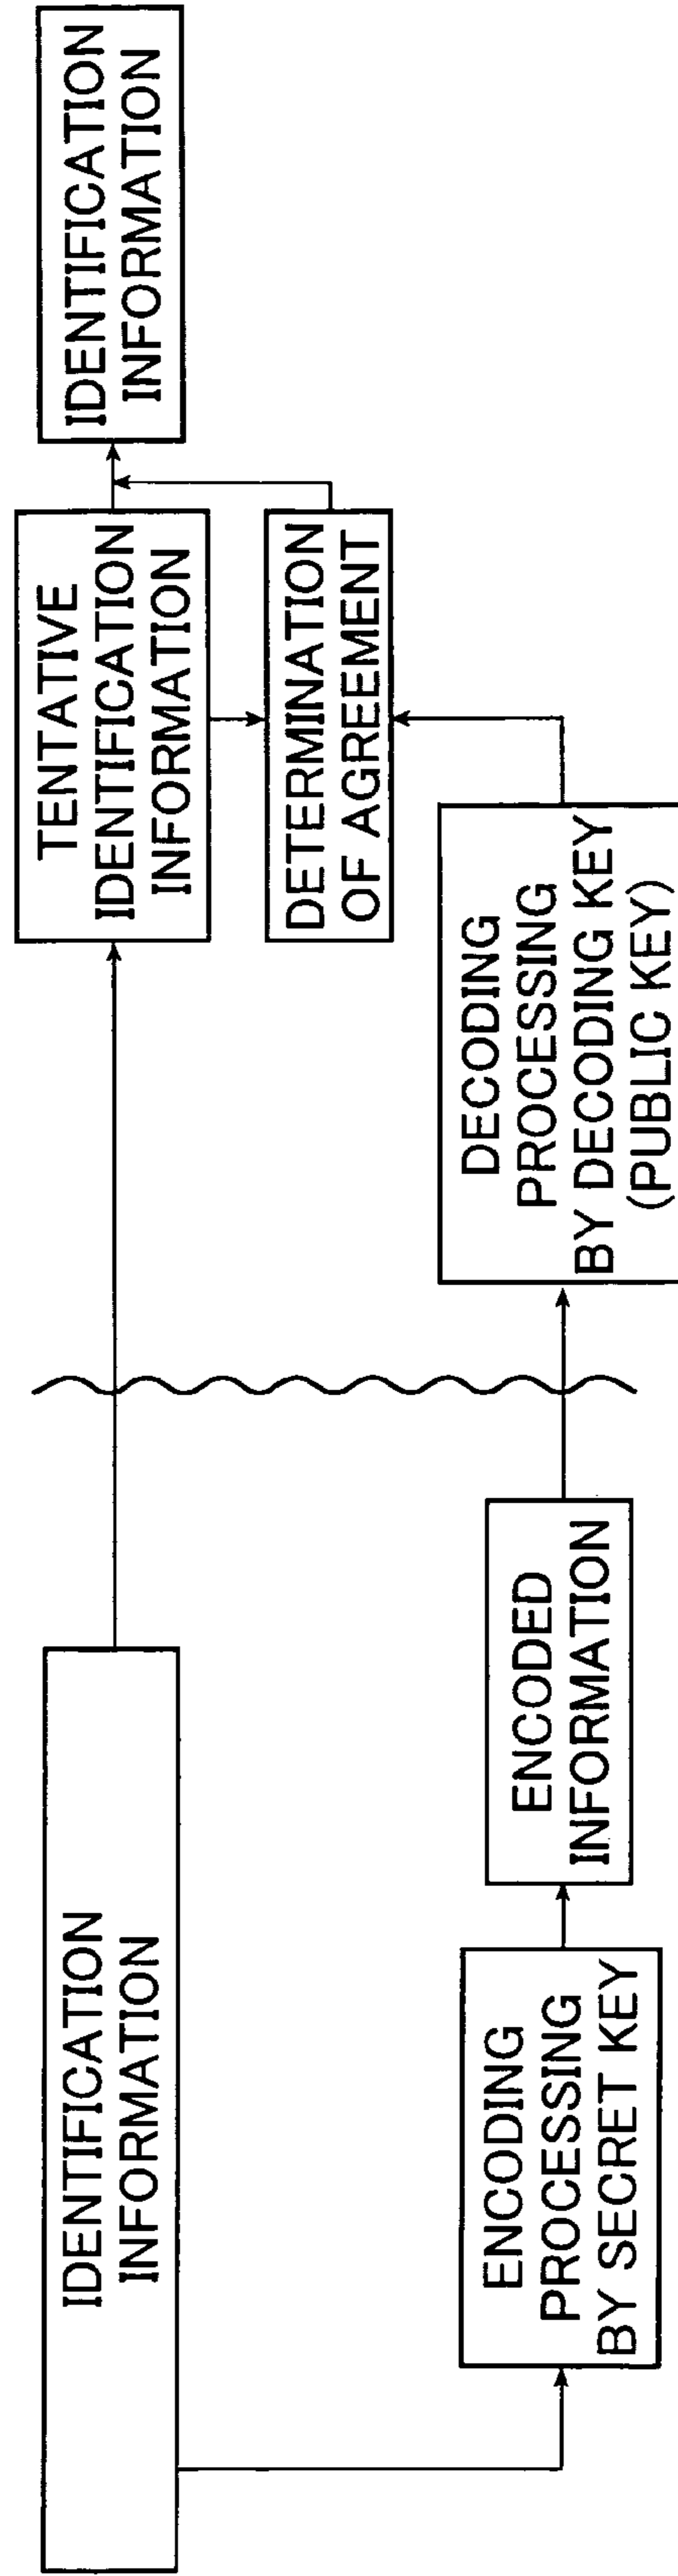 IDENTIFICATION
INFORMATION
ENCODING
PROCESSING
BY SECRET KEY
ENCODED
INFORMATION
DECODING
PROCESSING
BY DECODING KEY
(PUBLIC KEY)
TENTATIVE
IDENTIFICATION
INFORMATION
DETERMINATION
OF AGREEMENT
IDENTIFICATION
INFORMATION